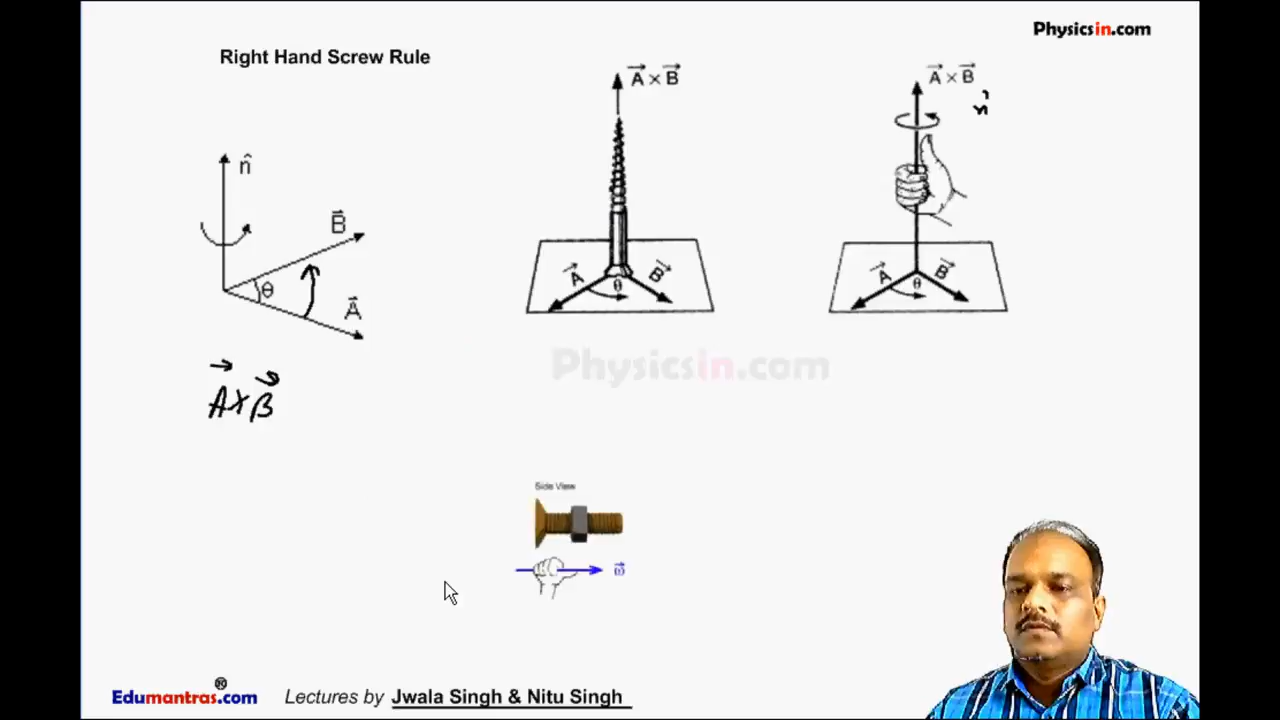 Physicsin.com
Right Hand Screw Rule
A⃗ × B⃗
A⃗ × B⃗
n̂
n̂
B⃗
θ
A⃗
A⃗ θ B⃗
A⃗ θ B⃗
Physicsin.com
A⃗×B⃗
Side View
ω⃗
Edumantras.com ®
Lectures by Jwala Singh & Nitu Singh